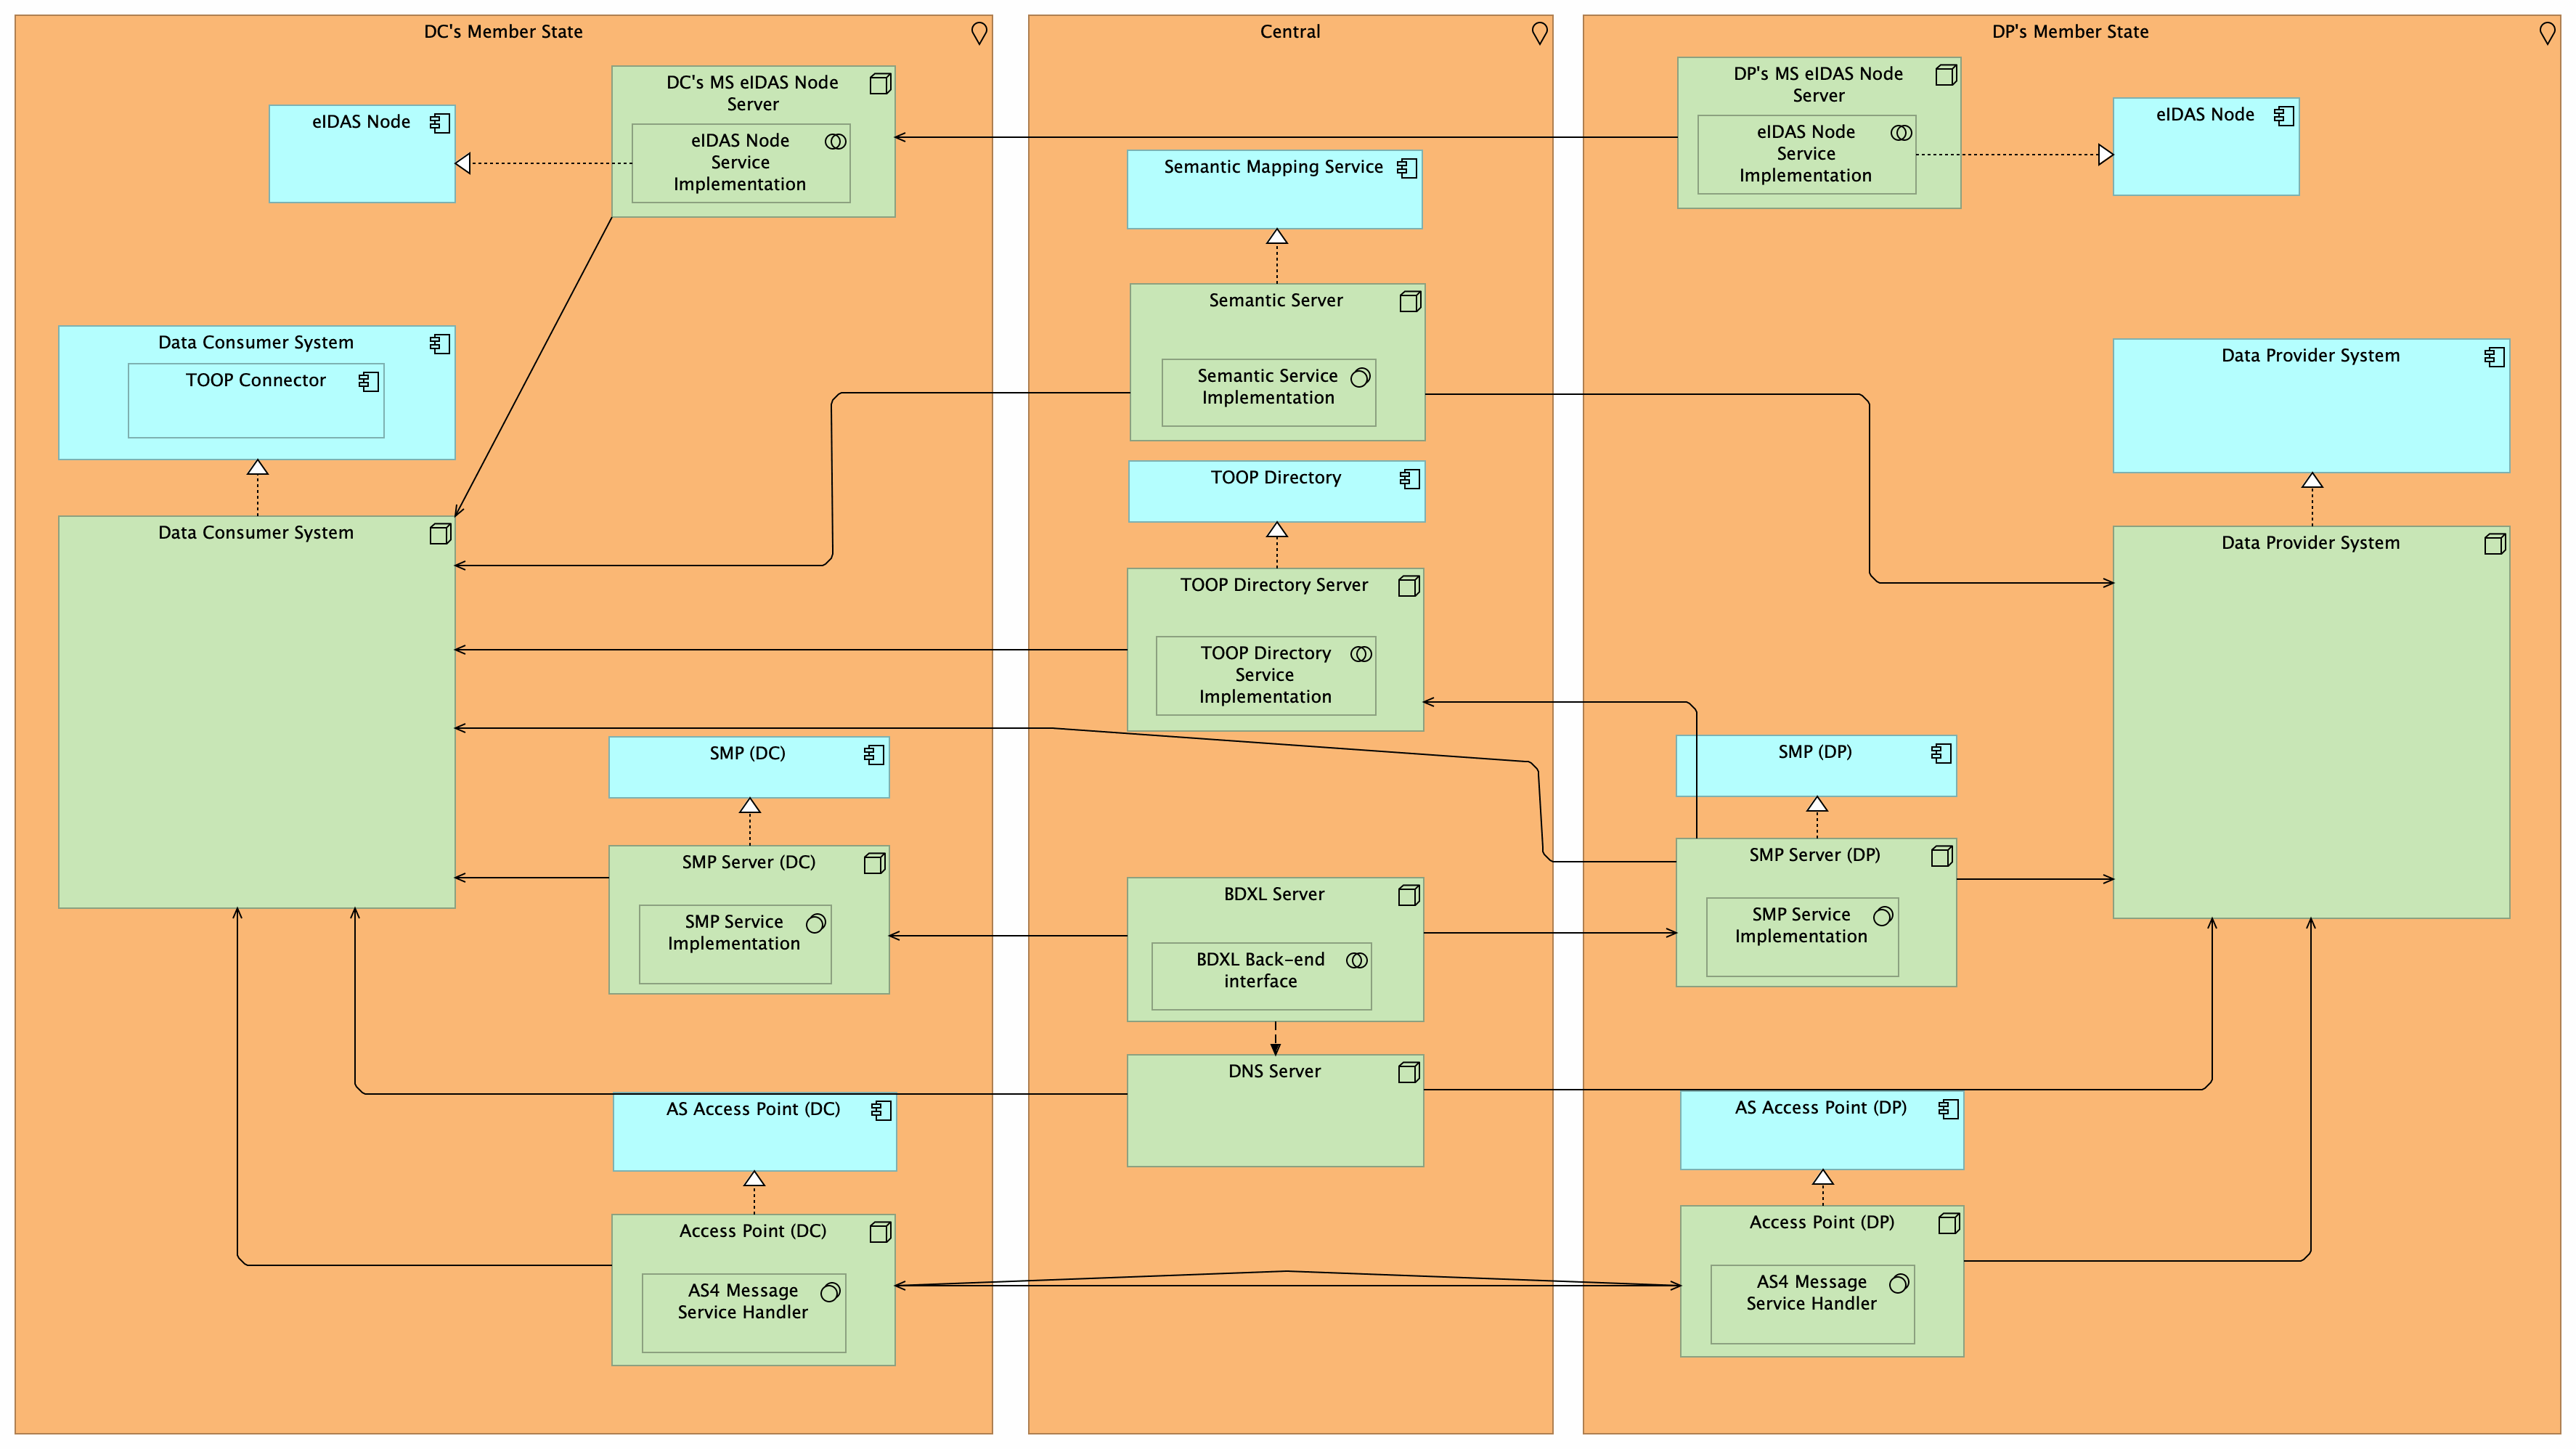 DC's Member State
DC's MS eIDAS Node
Server
eIDAS Node
eIDAS Node
Service
Implementation
Data Consumer System
TOOP Connector
Data Consumer System
SMP (DC)
SMP Server (DC)
SMP Service
Implementation
AS Access Point (DC)
Access Point (DC)
AS4 Message
Service Handler
Central
Semantic Mapping Service
Semantic Server
Semantic Service
Implementation
TOOP Directory
TOOP Directory Server
TOOP Directory
Service
Implementation
BDXL Server
BDXL Back-end
interface
DNS Server
DP's Member State
DP's MS eIDAS Node
Server
eIDAS Node
Service
Implementation
eIDAS Node
Data Provider System
Data Provider System
SMP (DP)
SMP Server (DP)
SMP Service
Implementation
AS Access Point (DP)
Access Point (DP)
AS4 Message
Service Handler